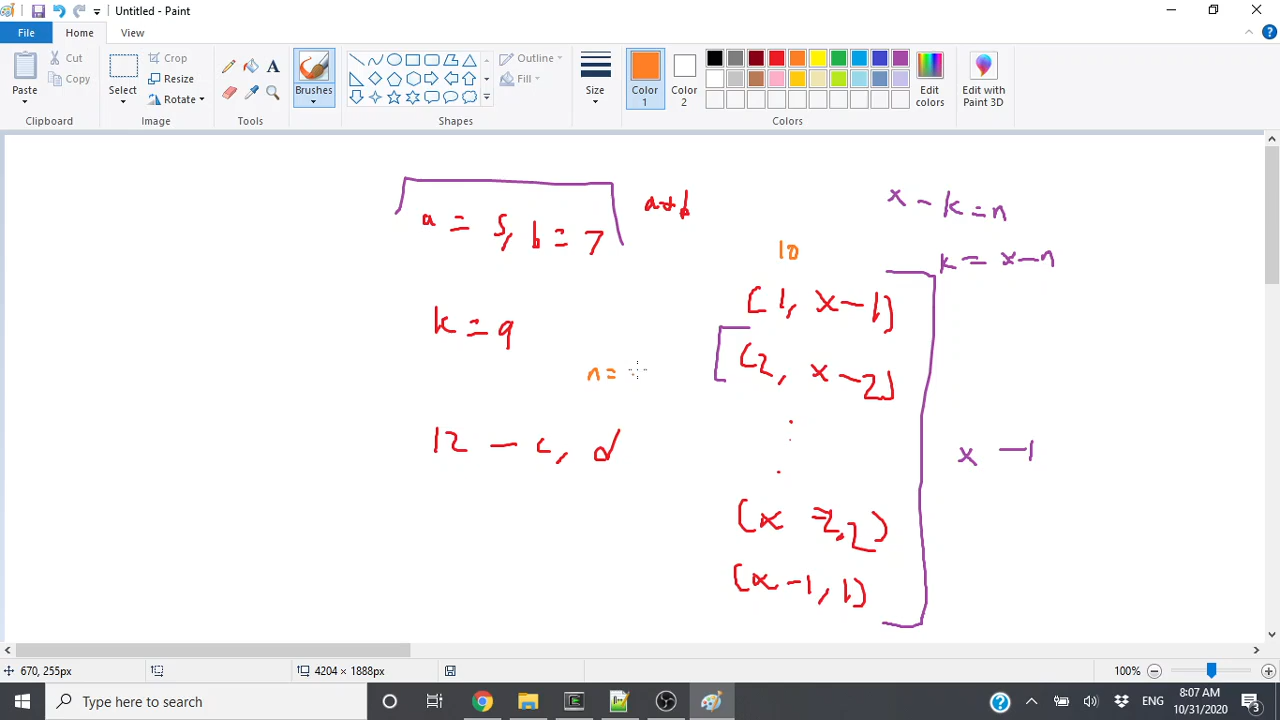 Untitled - Paint
File
Home
View
Paste
Cut
Copy
Clipboard
Select
Crop
Resize
Rotate
Image
A
Tools
Brushes
Outline
Fill
Shapes
Size
Color 1
Color 2
Edit colors
Edit with Paint 3D
Colors
a = 5, b = 7
a+b
x - k = n
10
k = x - n
(1, x-1)
k = 9
(2, x-2)
n =
12 - c, d
x -1
(x -2, 2)
(x -1, 1)
670, 255px
4204 × 1888px
100%
Type here to search
ENG
8:07 AM
10/31/2020
3